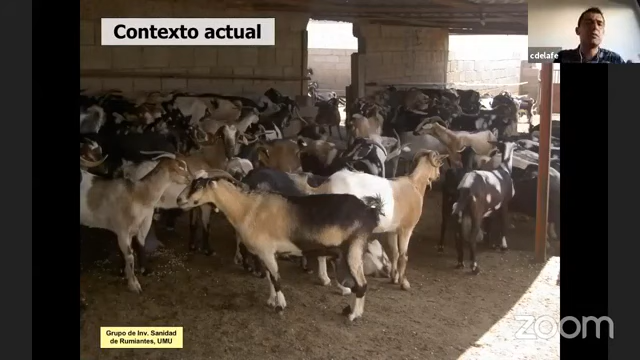 Contexto actual
cdelafe
Grupo de Inv. Sanidad
de Rumiantes, UMU
zoom